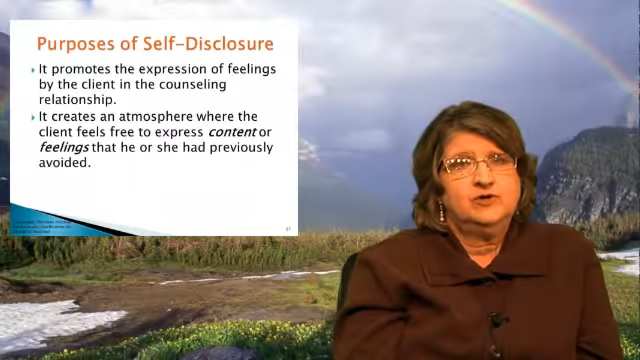 Purposes of Self-Disclosure
It promotes the expression of feelings
by the client in the counseling
relationship.
It creates an atmosphere where the
client feels free to express content or
feelings that he or she had previously
avoided.